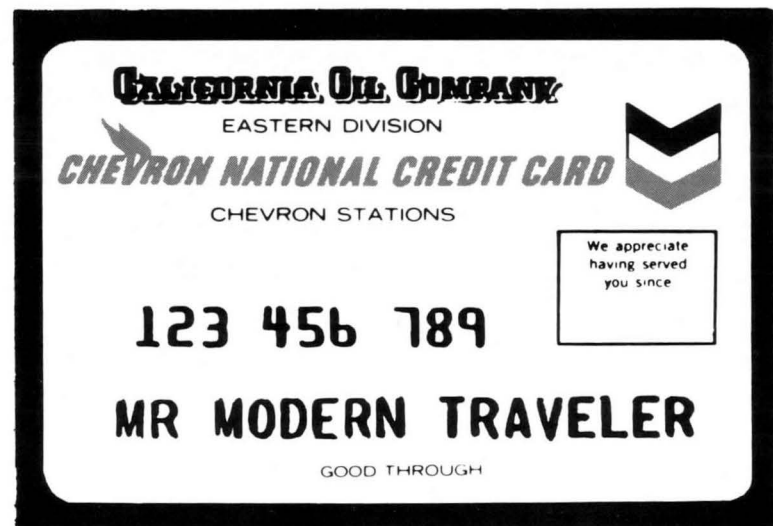 CALIFORNIA OIL COMPANY
EASTERN DIVISION
CHEVRON NATIONAL CREDIT CARD
CHEVRON STATIONS
We appreciate
having served
you since
123 456 789
MR MODERN TRAVELER
GOOD THROUGH